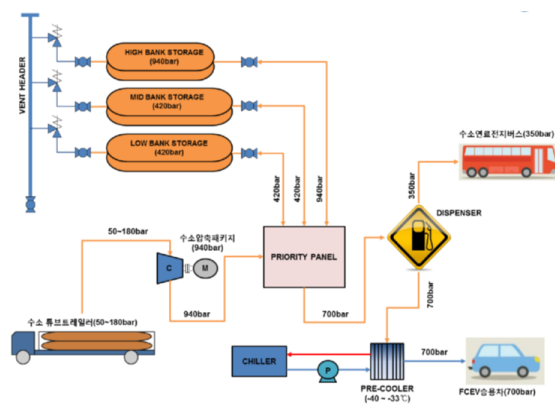 HIGH BANK STORAGE
(940bar)
MID BANK STORAGE
(420bar)
LOW BANK STORAGE
(420bar)
VENT HEADER
420bar
420bar
940bar
수소연료전지버스(350bar)
350bar
DISPENSER
50~180bar
수소압축패키지
(940bar)
C
M
PRIORITY PANEL
940bar
700bar
700bar
수소 튜브트레일러(50~180bar)
CHILLER
P
PRE-COOLER
(-40 ~ -33℃)
700bar
FCEV승용차(700bar)